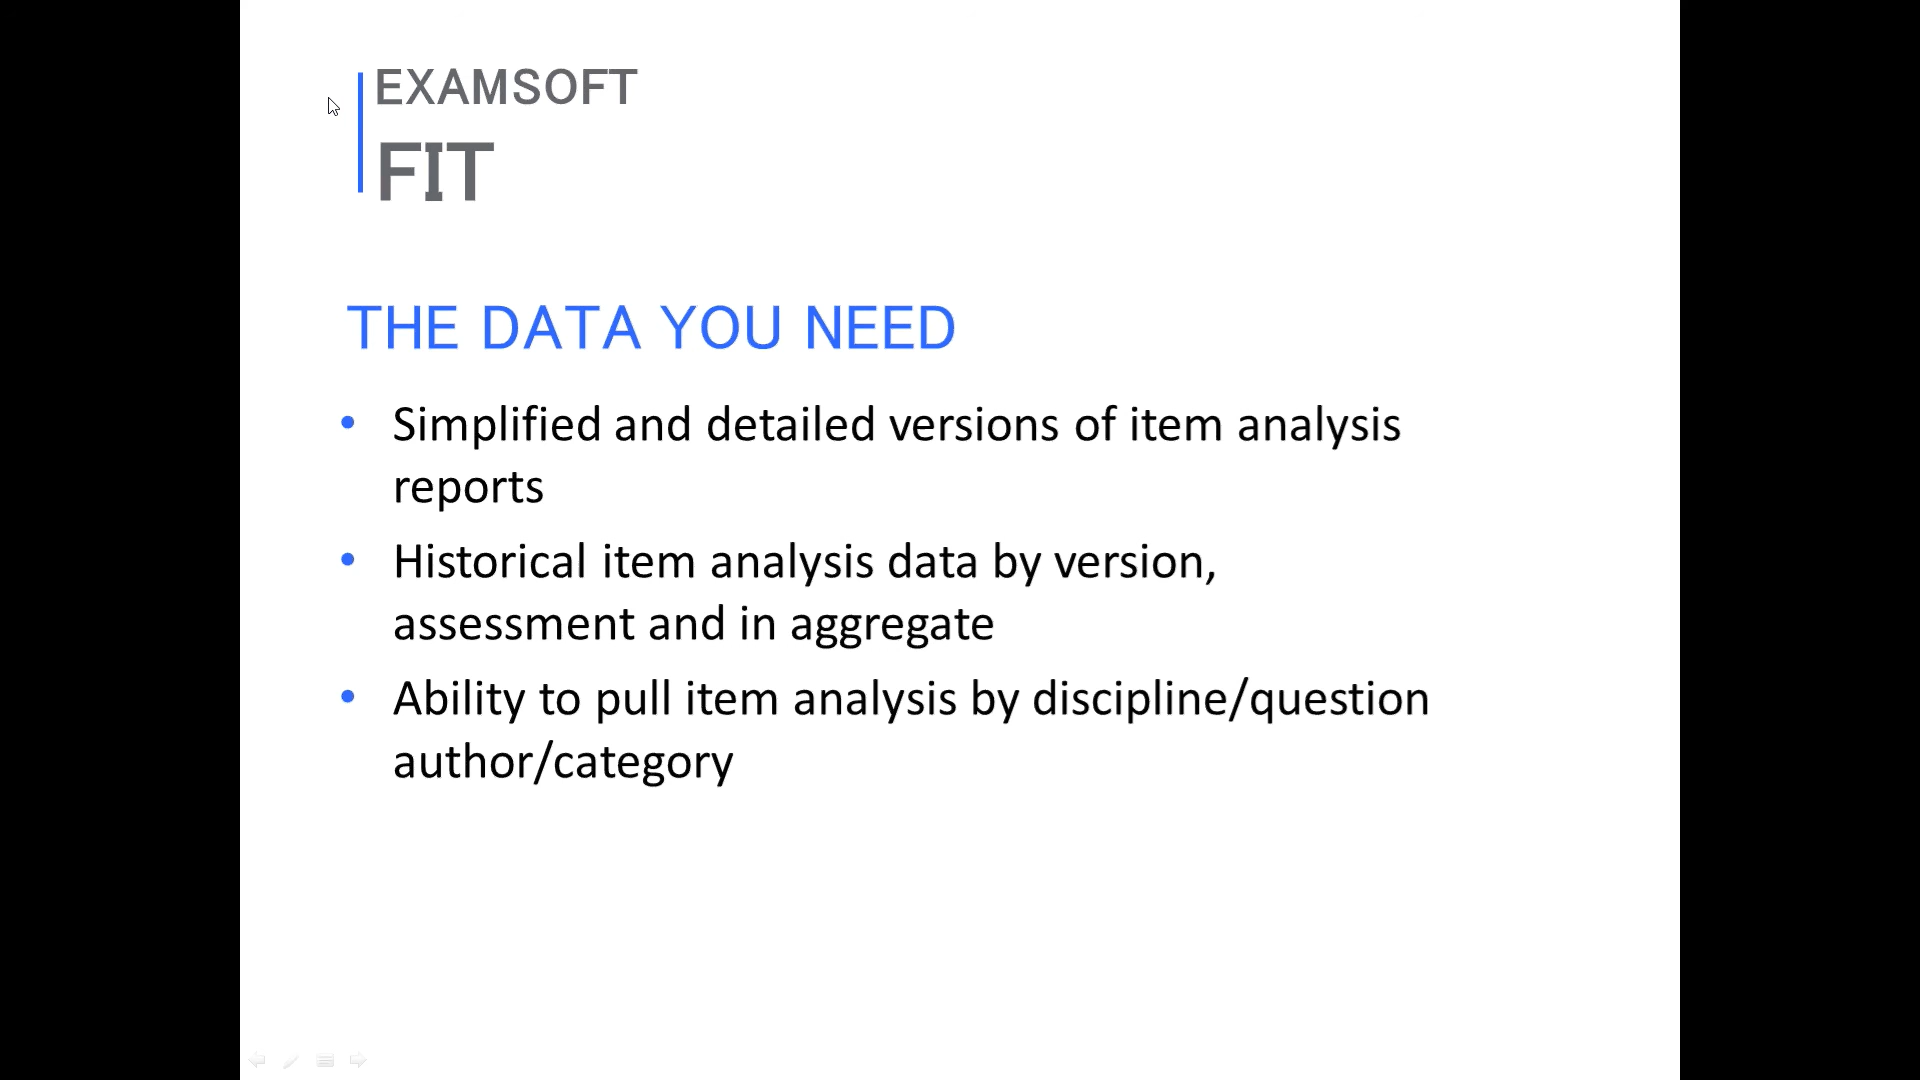 EXAMSOFT
FIT
THE DATA YOU NEED
• Simplified and detailed versions of item analysis
reports
• Historical item analysis data by version,
assessment and in aggregate
• Ability to pull item analysis by discipline/question
author/category